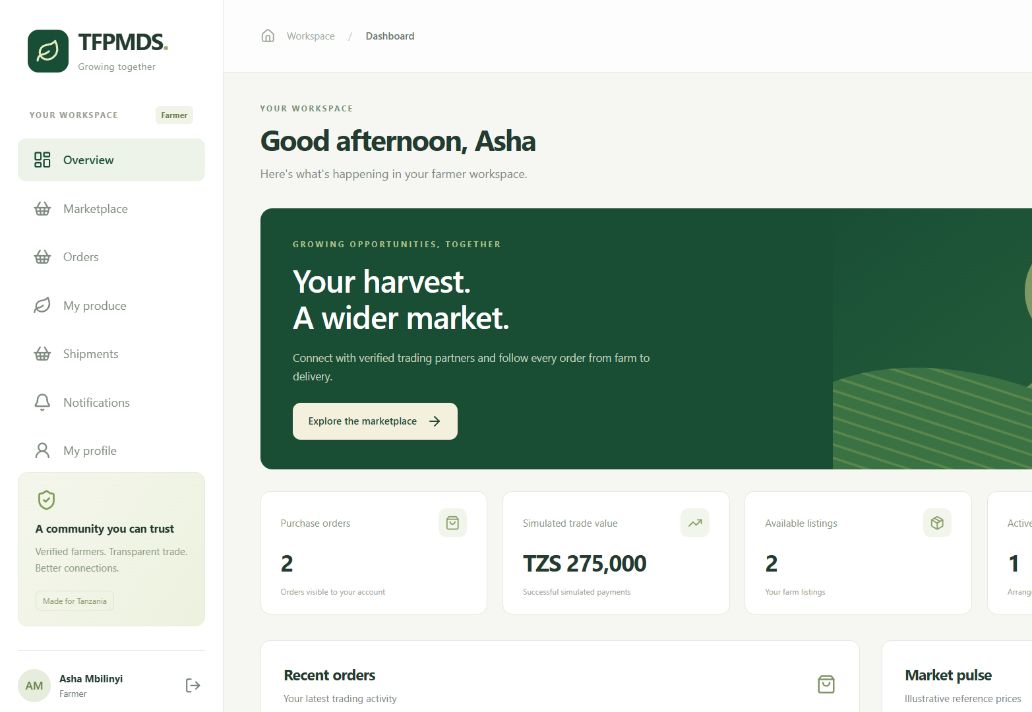 TFPMDS.
Growing together
YOUR WORKSPACE
Farmer
Overview
Marketplace
Orders
My produce
Shipments
Notifications
My profile
A community you can trust
Verified farmers. Transparent trade.
Better connections.
Made for Tanzania
AM
Asha Mbilinyi
Farmer
Workspace / Dashboard
YOUR WORKSPACE
Good afternoon, Asha
Here's what's happening in your farmer workspace.
GROWING OPPORTUNITIES, TOGETHER
Your harvest.
A wider market.
Connect with verified trading partners and follow every order from farm to
delivery.
Explore the marketplace
Purchase orders
2
Orders visible to your account
Simulated trade value
TZS 275,000
Successful simulated payments
Available listings
2
Your farm listings
Active
1
Arrang
Recent orders
Your latest trading activity
Market pulse
Illustrative reference prices